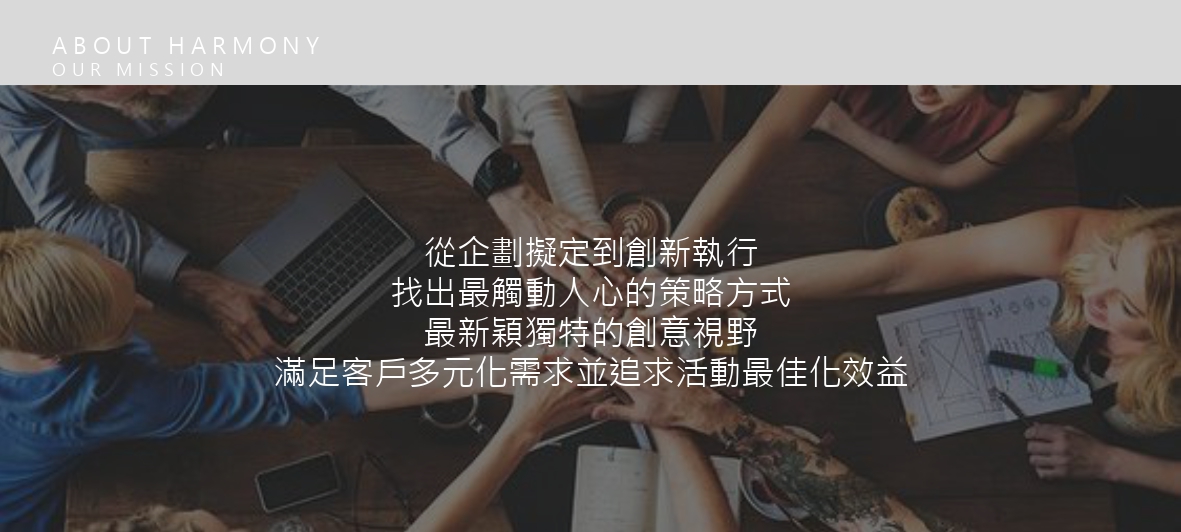 ABOUT HARMONY
OUR MISSION
從企劃擬定到創新執行
找出最觸動人心的策略方式
最新穎獨特的創意視野
滿足客戶多元化需求並追求活動最佳化效益